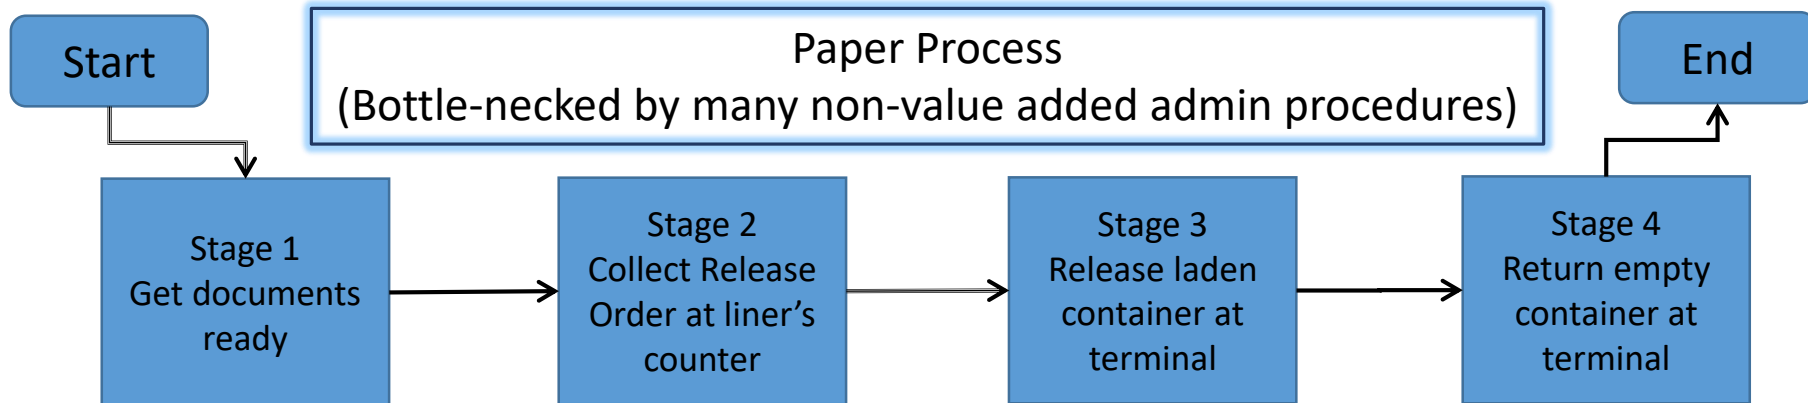 Start
Paper Process
(Bottle-necked by many non-value added admin procedures)
End
Stage 1
Get documents
ready
Stage 2
Collect Release
Order at liner’s
counter
Stage 3
Release laden
container at
terminal
Stage 4
Return empty
container at
terminal